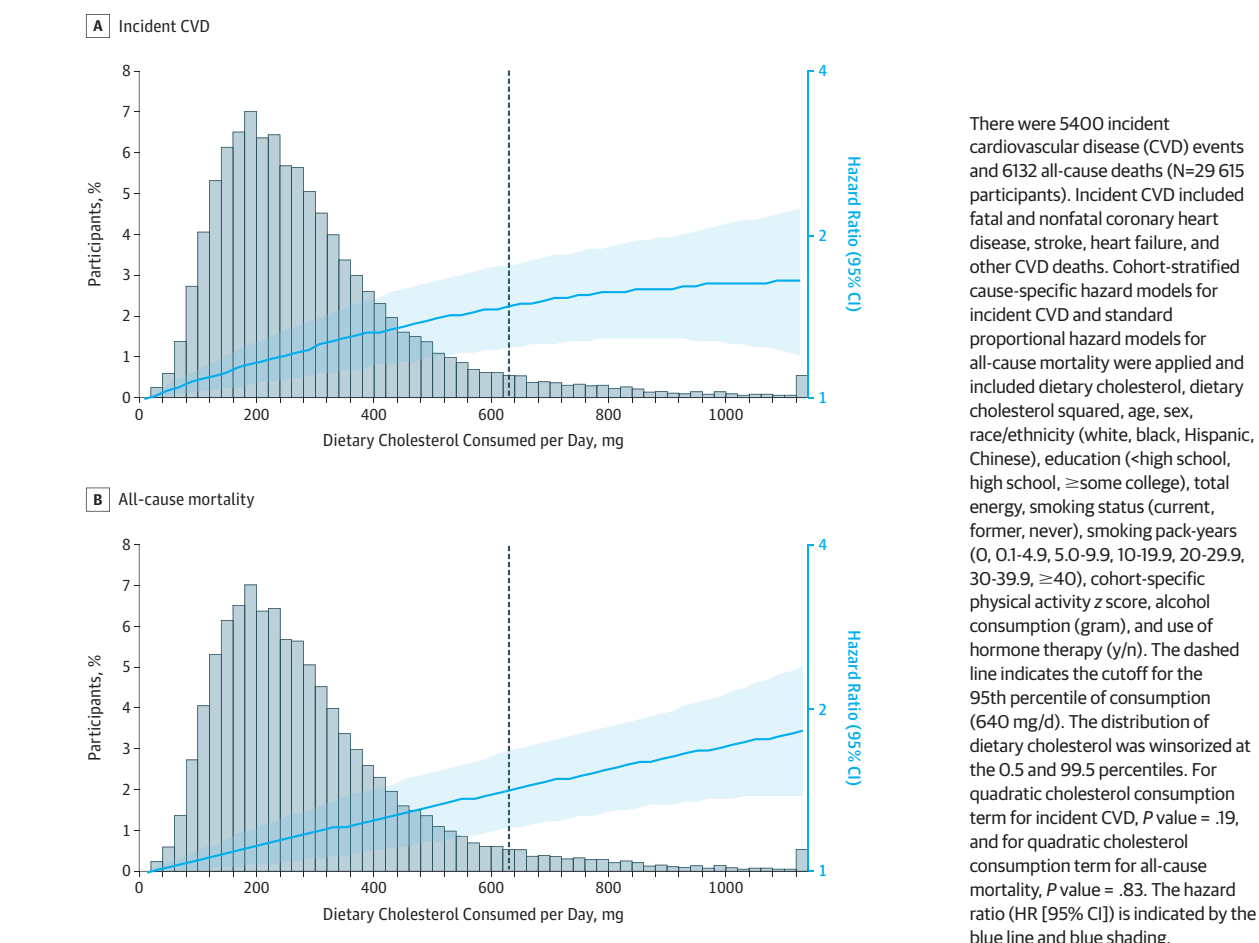 A Incident CVD
8
7
6
5
4
3
2
1
0
Participants, %
0 200 400 600 800 1000
Dietary Cholesterol Consumed per Day, mg
4
2
1
Hazard Ratio (95% CI)
B All-cause mortality
8
7
6
5
4
3
2
1
0
Participants, %
0 200 400 600 800 1000
Dietary Cholesterol Consumed per Day, mg
4
2
1
Hazard Ratio (95% CI)
There were 5400 incident
cardiovascular disease (CVD) events
and 6132 all-cause deaths (N=29 615
participants). Incident CVD included
fatal and nonfatal coronary heart
disease, stroke, heart failure, and
other CVD deaths. Cohort-stratified
cause-specific hazard models for
incident CVD and standard
proportional hazard models for
all-cause mortality were applied and
included dietary cholesterol, dietary
cholesterol squared, age, sex,
race/ethnicity (white, black, Hispanic,
Chinese), education (<high school,
high school, ≥some college), total
energy, smoking status (current,
former, never), smoking pack-years
(0, 0.1-4.9, 5.0-9.9, 10-19.9, 20-29.9,
30-39.9, ≥40), cohort-specific
physical activity z score, alcohol
consumption (gram), and use of
hormone therapy (y/n). The dashed
line indicates the cutoff for the
95th percentile of consumption
(640 mg/d). The distribution of
dietary cholesterol was winsorized at
the 0.5 and 99.5 percentiles. For
quadratic cholesterol consumption
term for incident CVD, P value = .19,
and for quadratic cholesterol
consumption term for all-cause
mortality, P value = .83. The hazard
ratio (HR [95% CI]) is indicated by the
blue line and blue shading.